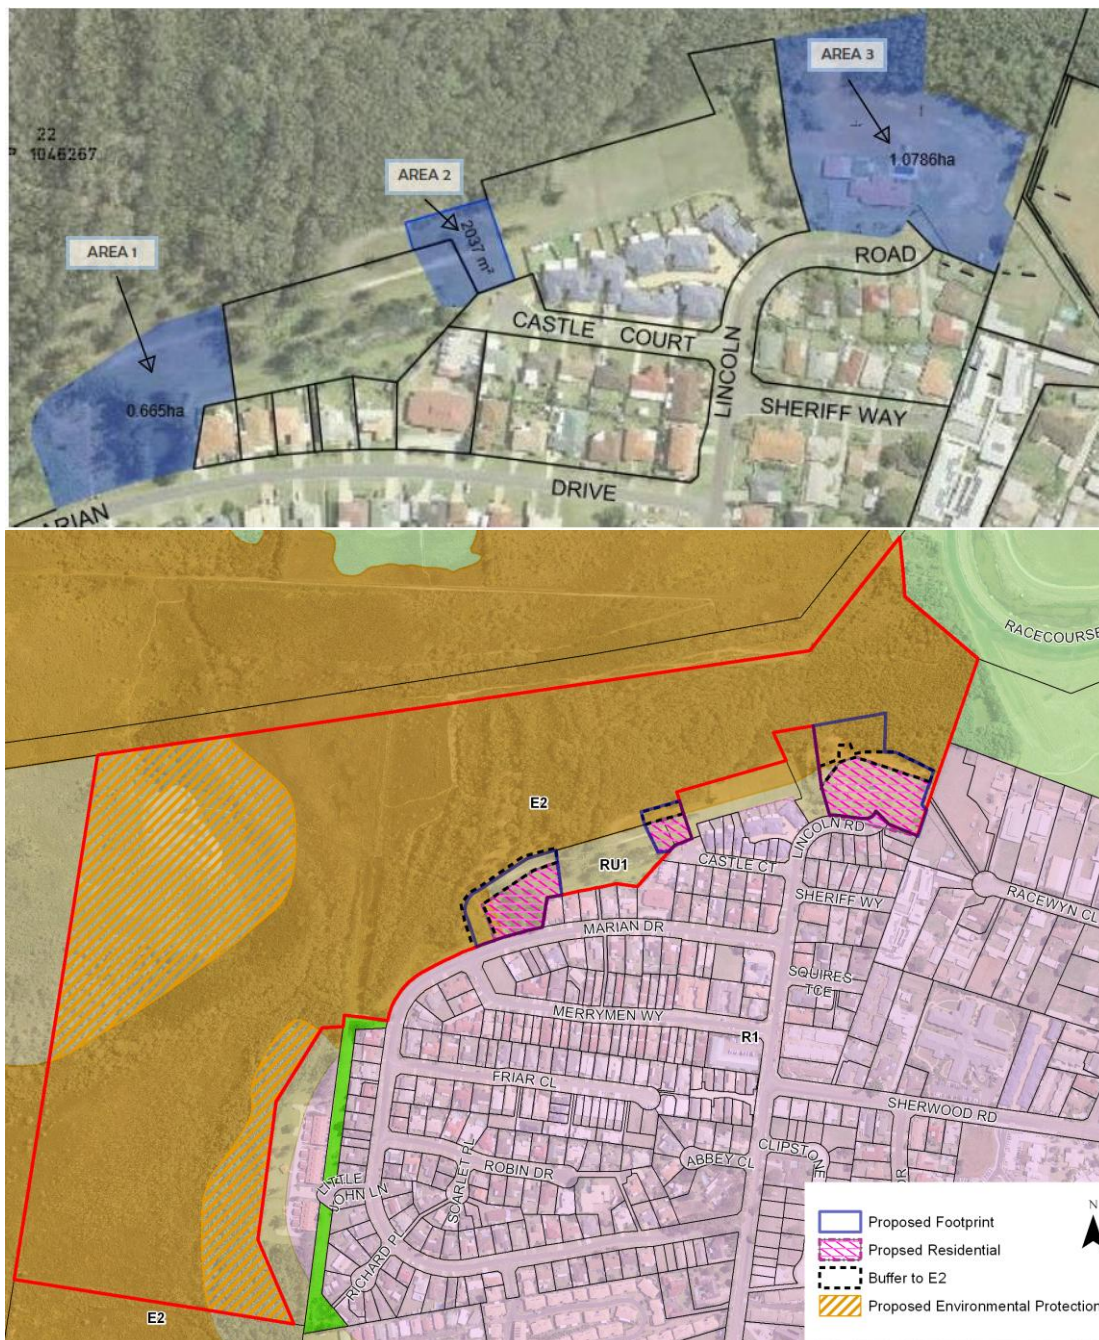 AREA 3
22
P 1046267
1.0786ha
AREA 2
2037 m²
AREA 1
ROAD
CASTLE COURT
LINCOLN
0.665ha
SHERIFF WAY
DRIVE
ARIAN
RACECOURSE
E2
LINCOLN RD
RU1
CASTLE CT
RACEWYN CL
SHERIFF WY
MARIAN DR
SQUIRES
TCE
MERRYMEN WY
R1
FRIAR CL
SHERWOOD RD
CLIPSTONE
ABBEY CL
ROBIN DR
SCARLET PL
DR
LITTLE
JOHN LN
RICHARD PL
E2
N
Proposed Footprint
Propsed Residential
Buffer to E2
Proposed Environmental Protection